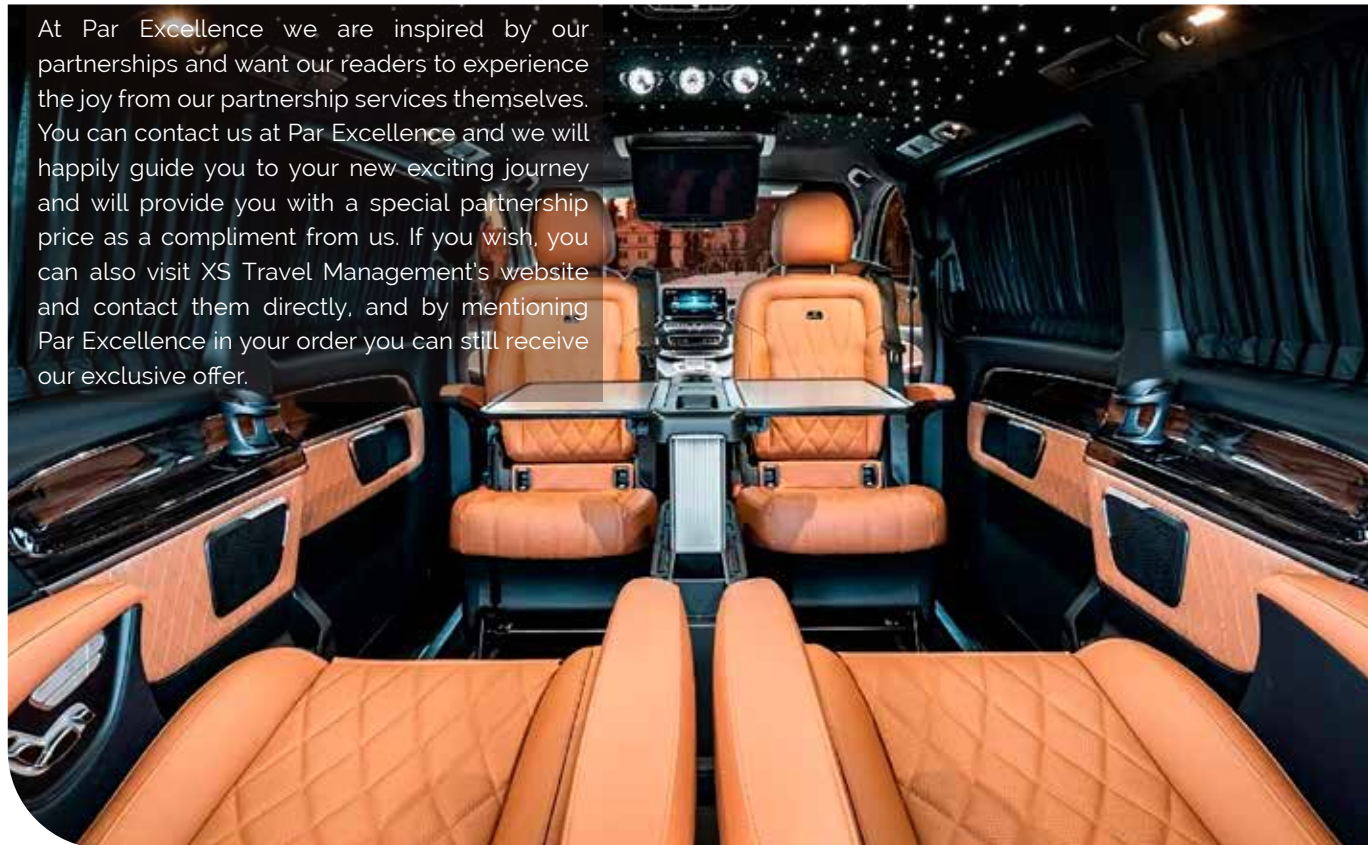 At Par Excellence we are inspired by our
partnerships and want our readers to experience
the joy from our partnership services themselves.
You can contact us at Par Excellence and we will
happily guide you to your new exciting journey
and will provide you with a special partnership
price as a compliment from us. If you wish, you
can also visit XS Travel Management's website
and contact them directly, and by mentioning
Par Excellence in your order you can still receive
our exclusive offer.